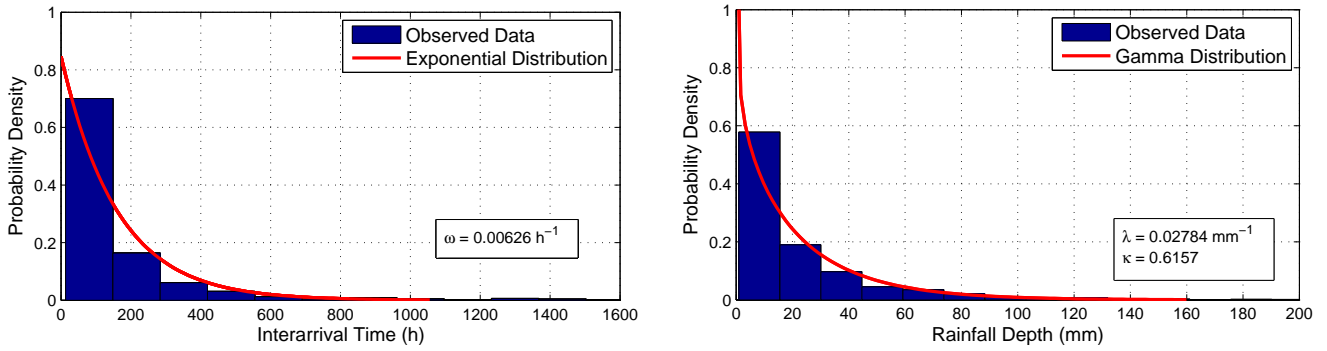 1
0.8
0.6
0.4
0.2
0
Probability Density
Observed Data
Exponential Distribution
ω = 0.00626 h⁻¹
0 200 400 600 800 1000 1200 1400 1600
Interarrival Time (h)
1
0.8
0.6
0.4
0.2
0
Probability Density
Observed Data
Gamma Distribution
λ = 0.02784 mm⁻¹
κ = 0.6157
0 20 40 60 80 100 120 140 160 180 200
Rainfall Depth (mm)